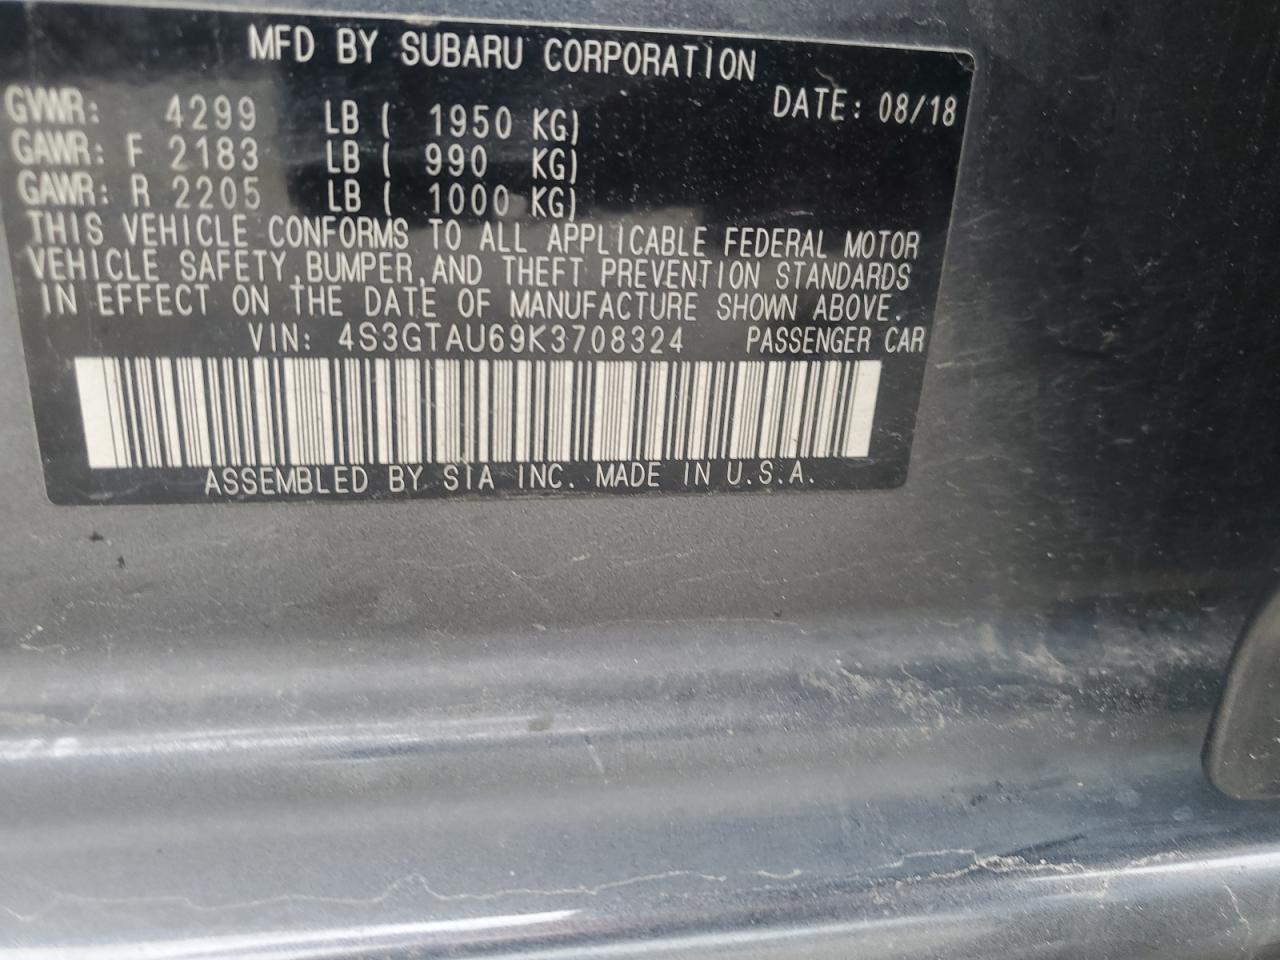 MFD BY SUBARU CORPORATION
DATE: 08/18
GVWR: 4299 LB ( 1950 KG)
GAWR: F 2183 LB ( 990 KG)
GAWR: R 2205 LB ( 1000 KG)
THIS VEHICLE CONFORMS TO ALL APPLICABLE FEDERAL MOTOR
VEHICLE SAFETY,BUMPER,AND THEFT PREVENTION STANDARDS
IN EFFECT ON THE DATE OF MANUFACTURE SHOWN ABOVE.
VIN: 4S3GTAU69K3708324 PASSENGER CAR
ASSEMBLED BY SIA INC. MADE IN U.S.A.